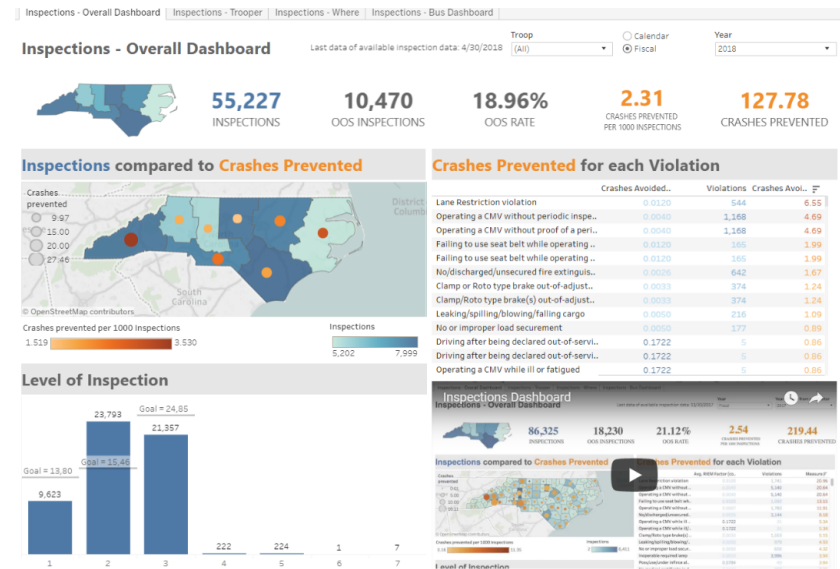 Inspections - Overall Dashboard
Inspections - Trooper
Inspections - Where
Inspections - Bus Dashboard
Inspections - Overall Dashboard
Last data of available inspection data: 4/30/2018
Troop
(All)
Calendar
Fiscal
Year
2018
55,227
INSPECTIONS
10,470
OOS INSPECTIONS
18.96%
OOS RATE
2.31
CRASHES PREVENTED
PER 1000 INSPECTIONS
127.78
CRASHES PREVENTED
Inspections compared to Crashes Prevented
Crashes
prevented
9.97
15.00
20.00
27.46
District
Columb
South
Carolina
© OpenStreetMap contributors
Crashes prevented per 1000 Inspections
1.519
3.530
Inspections
5,202
7,999
Crashes Prevented for each Violation
Crashes Avoided.. Violations Crashes Avoi..
Lane Restriction violation 0.0120 544 6.55
Operating a CMV without periodic inspe.. 0.0040 1,168 4.69
Operating a CMV without proof of a peri.. 0.0040 1,168 4.69
Failing to use seat belt while operating .. 0.0120 165 1.99
Failing to use seat belt while operating .. 0.0120 165 1.99
No/discharged/unsecured fire extinguis.. 0.0026 642 1.67
Clamp or Roto type brake out-of-adjust.. 0.0033 374 1.24
Clamp/Roto type brake(s) out-of-adjust.. 0.0033 374 1.24
Leaking/spilling/blowing/falling cargo 0.0050 216 1.09
No or improper load securement 0.0050 177 0.89
Driving after being declared out-of-servi.. 0.1722 5 0.86
Driving after being declared out-of-servi.. 0.1722 5 0.86
Operating a CMV while ill or fatigued 0.1722 5 0.86
Level of Inspection
Goal = 13,80
9,623
23,793
Goal = 15,46
Goal = 24,85
21,357
222
224
1
7
1 2 3 4 5 6 7
Inspections Dashboard
Inspections - Overall Dashboard
86,325
INSPECTIONS
18,230
OOS INSPECTIONS
21.12%
OOS RATE
2.54
219.44
CRASHES PREVENTED
Inspections compared to Crashes Prevented
Crashes Prevented for each Violation
Level of Inspection